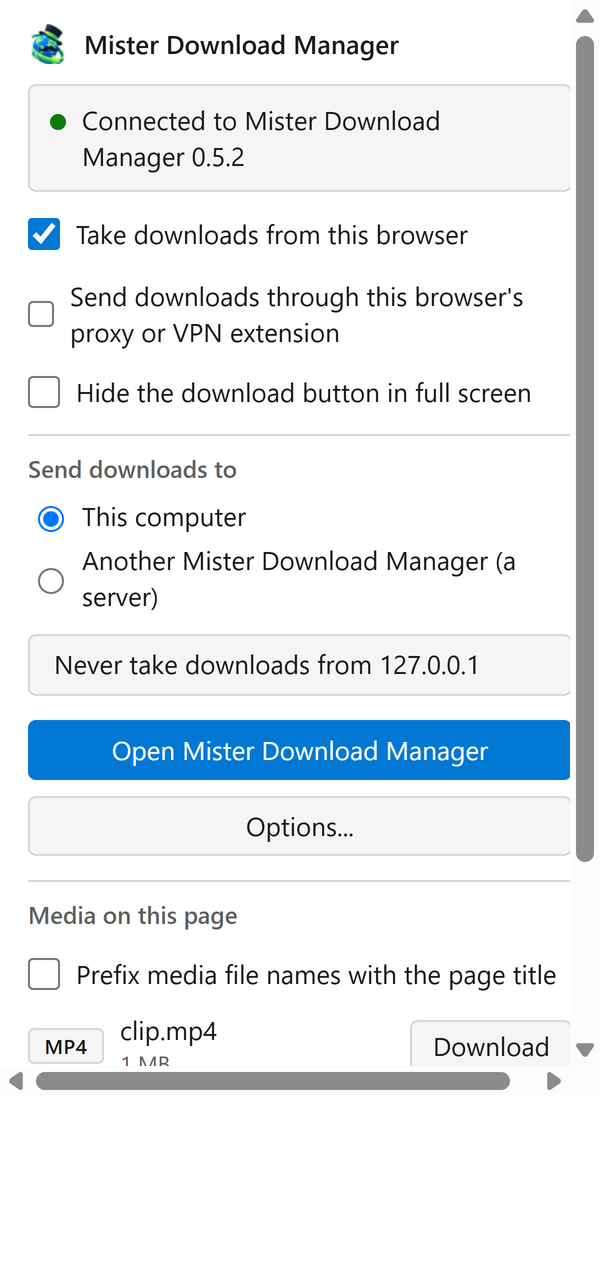 Mister Download Manager
Connected to Mister Download
Manager 0.5.2
Take downloads from this browser
Send downloads through this browser's
proxy or VPN extension
Hide the download button in full screen
Send downloads to
This computer
Another Mister Download Manager (a
server)
Never take downloads from 127.0.0.1
Open Mister Download Manager
Options...
Media on this page
Prefix media file names with the page title
MP4
clip.mp4
1 MB
Download